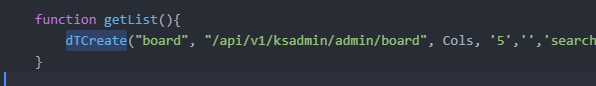 function getList(){
dTCreate("board", "/api/v1/ksadmin/admin/board", Cols, '5','','search
}